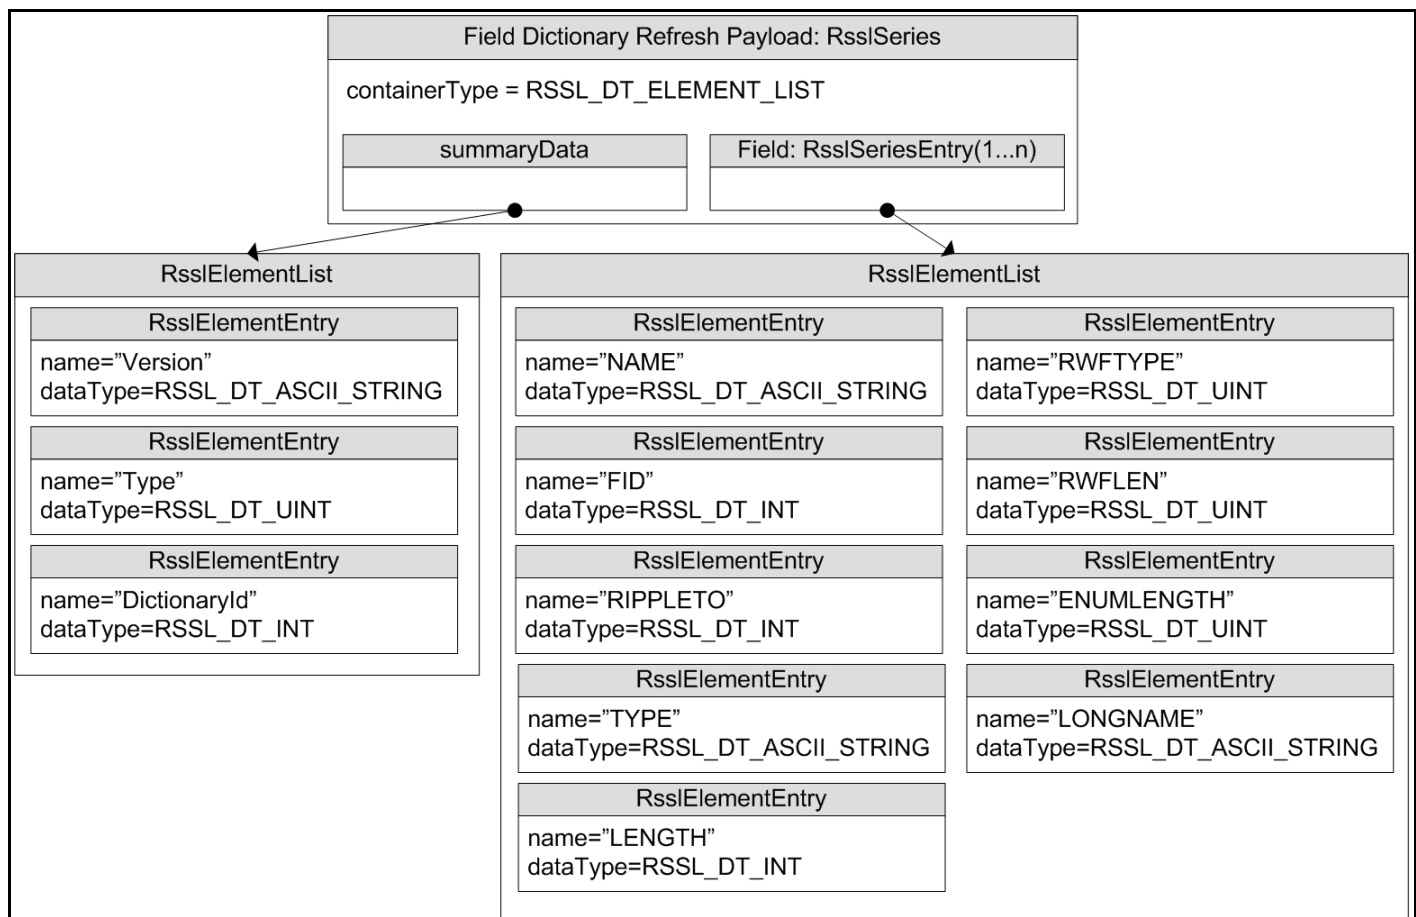 Field Dictionary Refresh Payload: RsslSeries
containerType = RSSL_DT_ELEMENT_LIST
summaryData
Field: RsslSeriesEntry(1...n)
RsslElementList
RsslElementEntry
name=”Version”
dataType=RSSL_DT_ASCII_STRING
RsslElementEntry
name=”Type”
dataType=RSSL_DT_UINT
RsslElementEntry
name=”DictionaryId”
dataType=RSSL_DT_INT
RsslElementList
RsslElementEntry
name=”NAME”
dataType=RSSL_DT_ASCII_STRING
RsslElementEntry
name=”FID”
dataType=RSSL_DT_INT
RsslElementEntry
name=”RIPPLETO”
dataType=RSSL_DT_INT
RsslElementEntry
name=”TYPE”
dataType=RSSL_DT_ASCII_STRING
RsslElementEntry
name=”LENGTH”
dataType=RSSL_DT_INT
RsslElementEntry
name=”RWFTYPE”
dataType=RSSL_DT_UINT
RsslElementEntry
name=”RWFLEN”
dataType=RSSL_DT_UINT
RsslElementEntry
name=”ENUMLENGTH”
dataType=RSSL_DT_UINT
RsslElementEntry
name=”LONGNAME”
dataType=RSSL_DT_ASCII_STRING